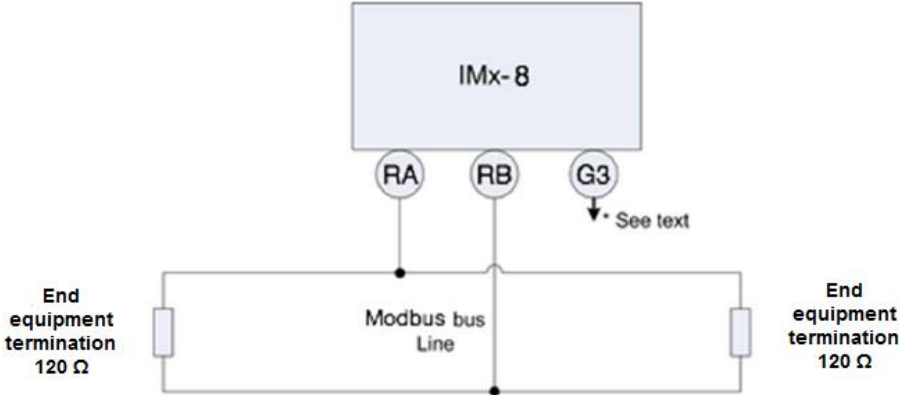 IMx-8
RA
RB
G3
* See text
End
equipment
termination
120 Ω
Modbus bus
Line
End
equipment
termination
120 Ω